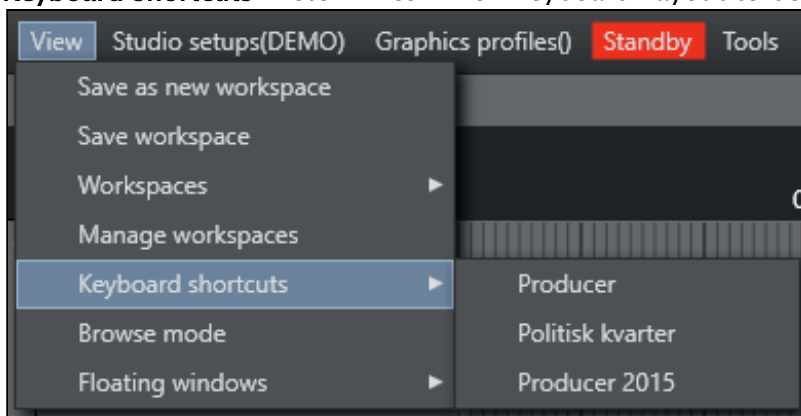 View Studio setups(DEMO) Graphics profiles() Standby Tools
Save as new workspace
Save workspace
Workspaces
Manage workspaces
Keyboard shortcuts
Producer
Browse mode
Politisk kvarter
Floating windows
Producer 2015